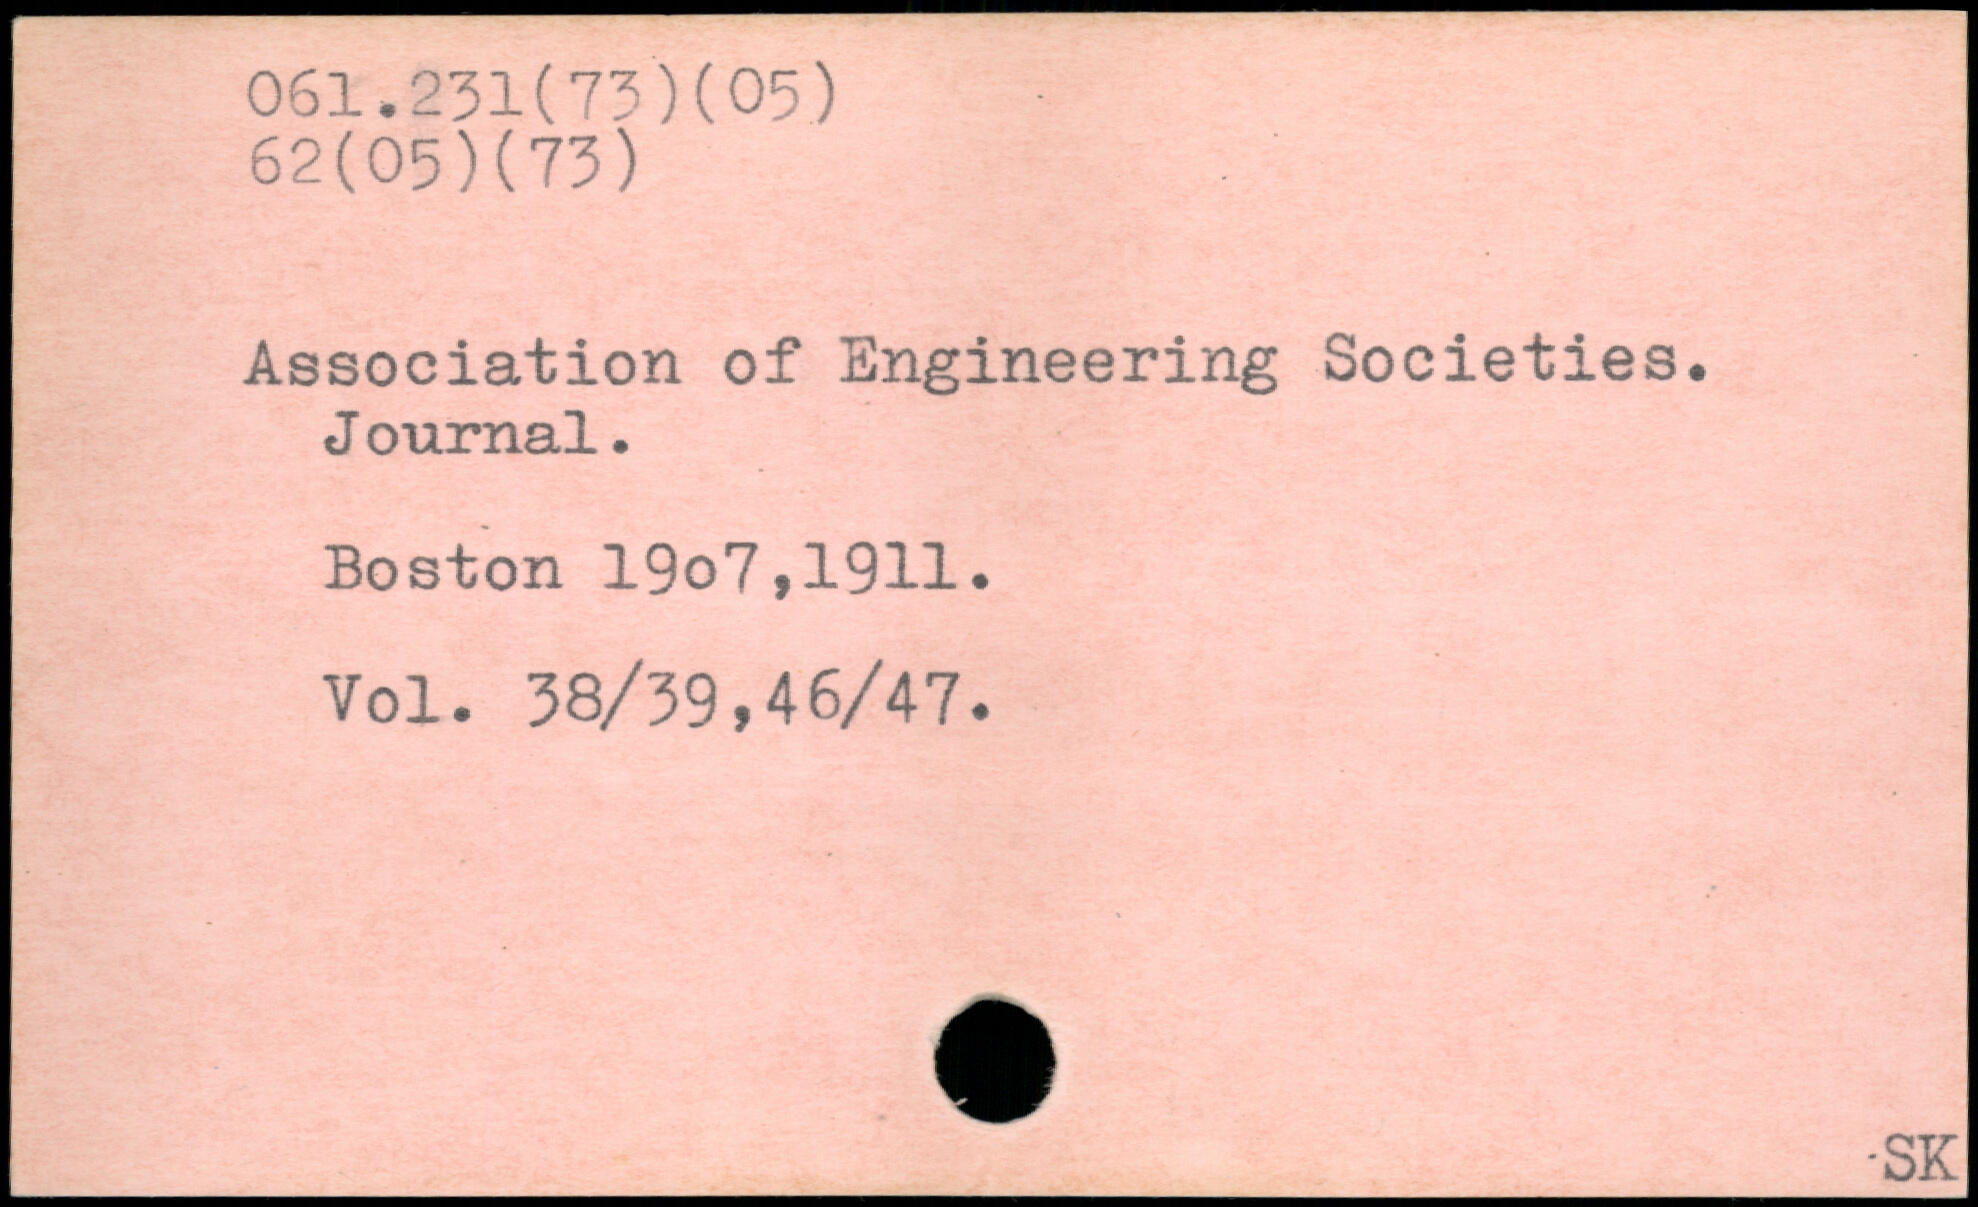 061.231(73)(05)
62(05)(73)
Association of Engineering Societies.
Journal.
Boston 19o7,1911.
Vol. 38/39,46/47.
SK